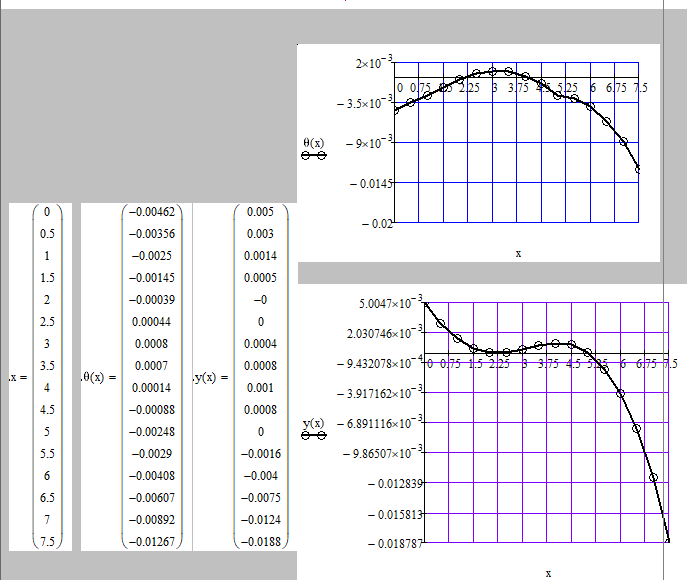 2×10⁻³
0 0.75 1.5 2.25 3 3.75 4.5 5.25 6 6.75 7.5
−3.5×10⁻³
θ(x)
−9×10⁻³
−0.0145
−0.02
x
0 −0.00462 0.005
0.5 −0.00356 0.003
1 −0.0025 0.0014
1.5 −0.00145 0.0005
2 −0.00039 −0
2.5 0.00044 0
3 0.0008 0.0004
.x = 3.5 .θ(x) = 0.0007 .y(x) = 0.0008
4 0.00014 0.001
4.5 −0.00088 0.0008
5 −0.00248 0
5.5 −0.0029 −0.0016
6 −0.00408 −0.004
6.5 −0.00607 −0.0075
7 −0.00892 −0.0124
7.5 −0.01267 −0.0188
5.0047×10⁻³
2.030746×10⁻³
−9.432078×10⁻⁴
0 0.75 1.5 2.25 3 3.75 4.5 5.25 6 6.75 7.5
−3.917162×10⁻³
y(x)
−6.891116×10⁻³
−9.86507×10⁻³
−0.012839
−0.015813
−0.018787
x